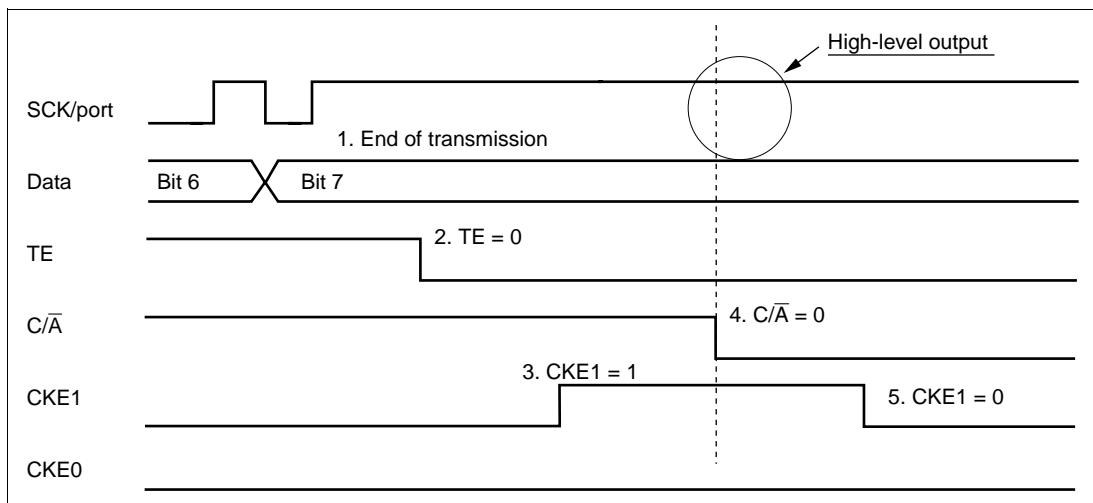 High-level output
SCK/port
1. End of transmission
Data
Bit 6
Bit 7
TE
2. TE = 0
C/A̅
4. C/A̅ = 0
3. CKE1 = 1
CKE1
5. CKE1 = 0
CKE0